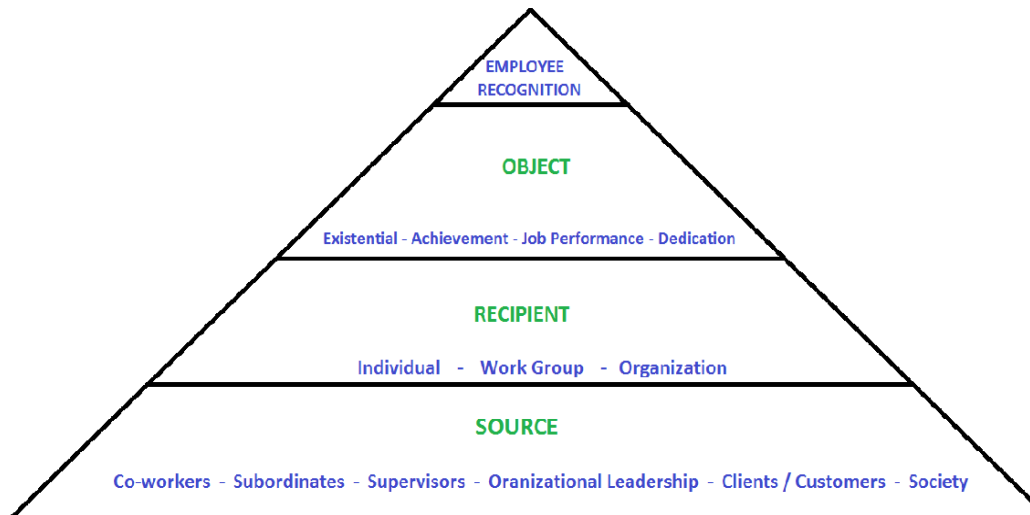 EMPLOYEE
RECOGNITION
OBJECT
Existential - Achievement - Job Performance - Dedication
RECIPIENT
Individual - Work Group - Organization
SOURCE
Co-workers - Subordinates - Supervisors - Oranizational Leadership - Clients / Customers - Society